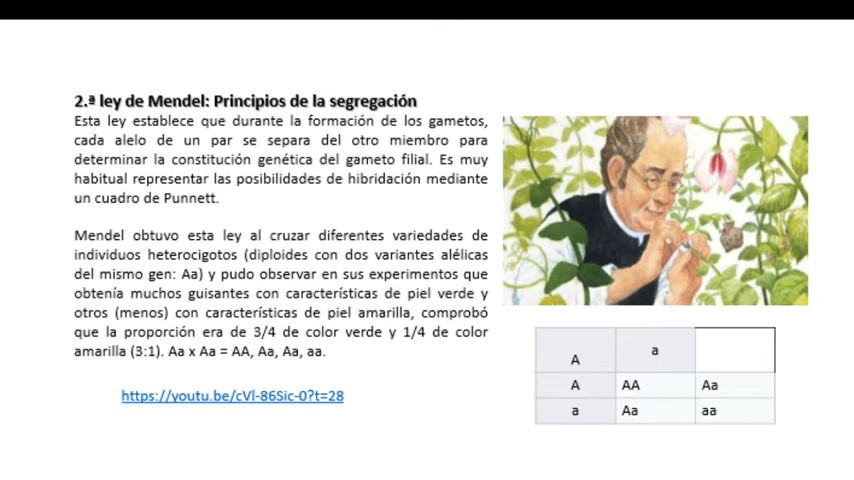 2.ª ley de Mendel: Principios de la segregación
Esta ley establece que durante la formación de los gametos,
cada alelo de un par se separa del otro miembro para
determinar la constitución genética del gameto filial. Es muy
habitual representar las posibilidades de hibridación mediante
un cuadro de Punnett.
Mendel obtuvo esta ley al cruzar diferentes variedades de
individuos heterocigotos (diploides con dos variantes alélicas
del mismo gen: Aa) y pudo observar en sus experimentos que
obtenía muchos guisantes con características de piel verde y
otros (menos) con características de piel amarilla, comprobó
que la proporción era de 3/4 de color verde y 1/4 de color
amarilla (3:1). Aa x Aa = AA, Aa, Aa, aa.
https://youtu.be/cVl-86Sic-0?t=28
A a
A AA Aa
a Aa aa